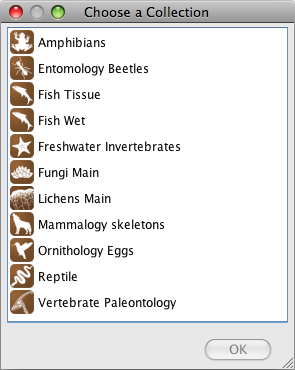 Choose a Collection
Amphibians
Entomology Beetles
Fish Tissue
Fish Wet
Freshwater Invertebrates
Fungi Main
Lichens Main
Mammalogy skeletons
Ornithology Eggs
Reptile
Vertebrate Paleontology
OK